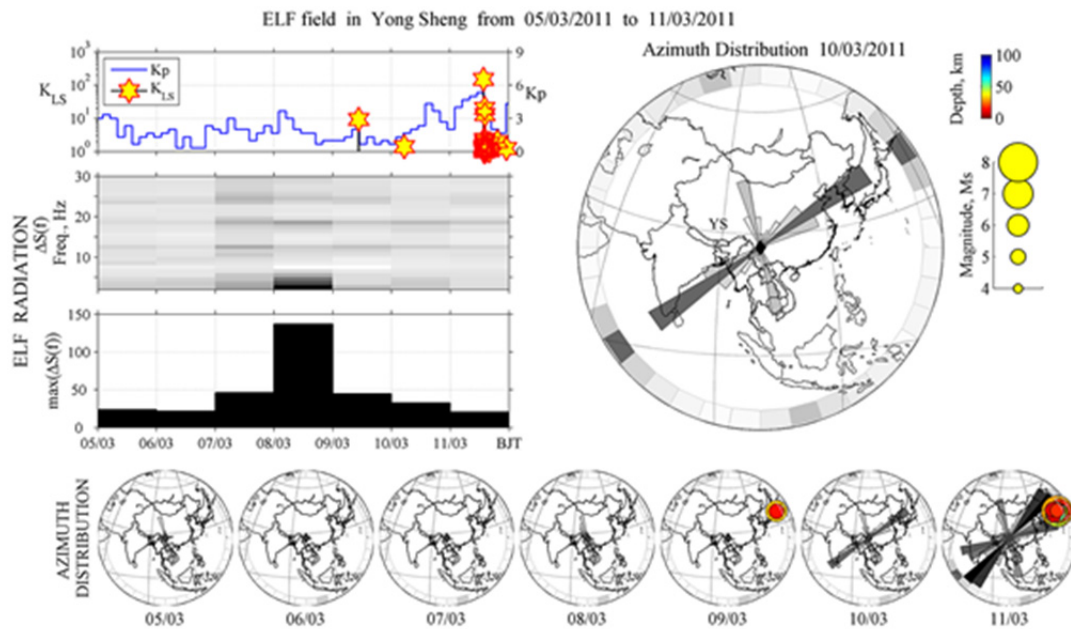 ELF field in Yong Sheng from 05/03/2011 to 11/03/2011
10³
10²
10¹
10⁰
K_LS
Kp
K_LS
9
6
3
0
Kp
ELF RADIATION
ΔS(f)
Freq., Hz
30
20
10
max(ΔS(f))
150
100
50
0
05/03 06/03 07/03 08/03 09/03 10/03 11/03 BJT
Azimuth Distribution 10/03/2011
YS
I
Depth, km
100
50
0
Magnitude, Ms
8
7
6
5
4
AZIMUTH
DISTRIBUTION
05/03 06/03 07/03 08/03 09/03 10/03 11/03